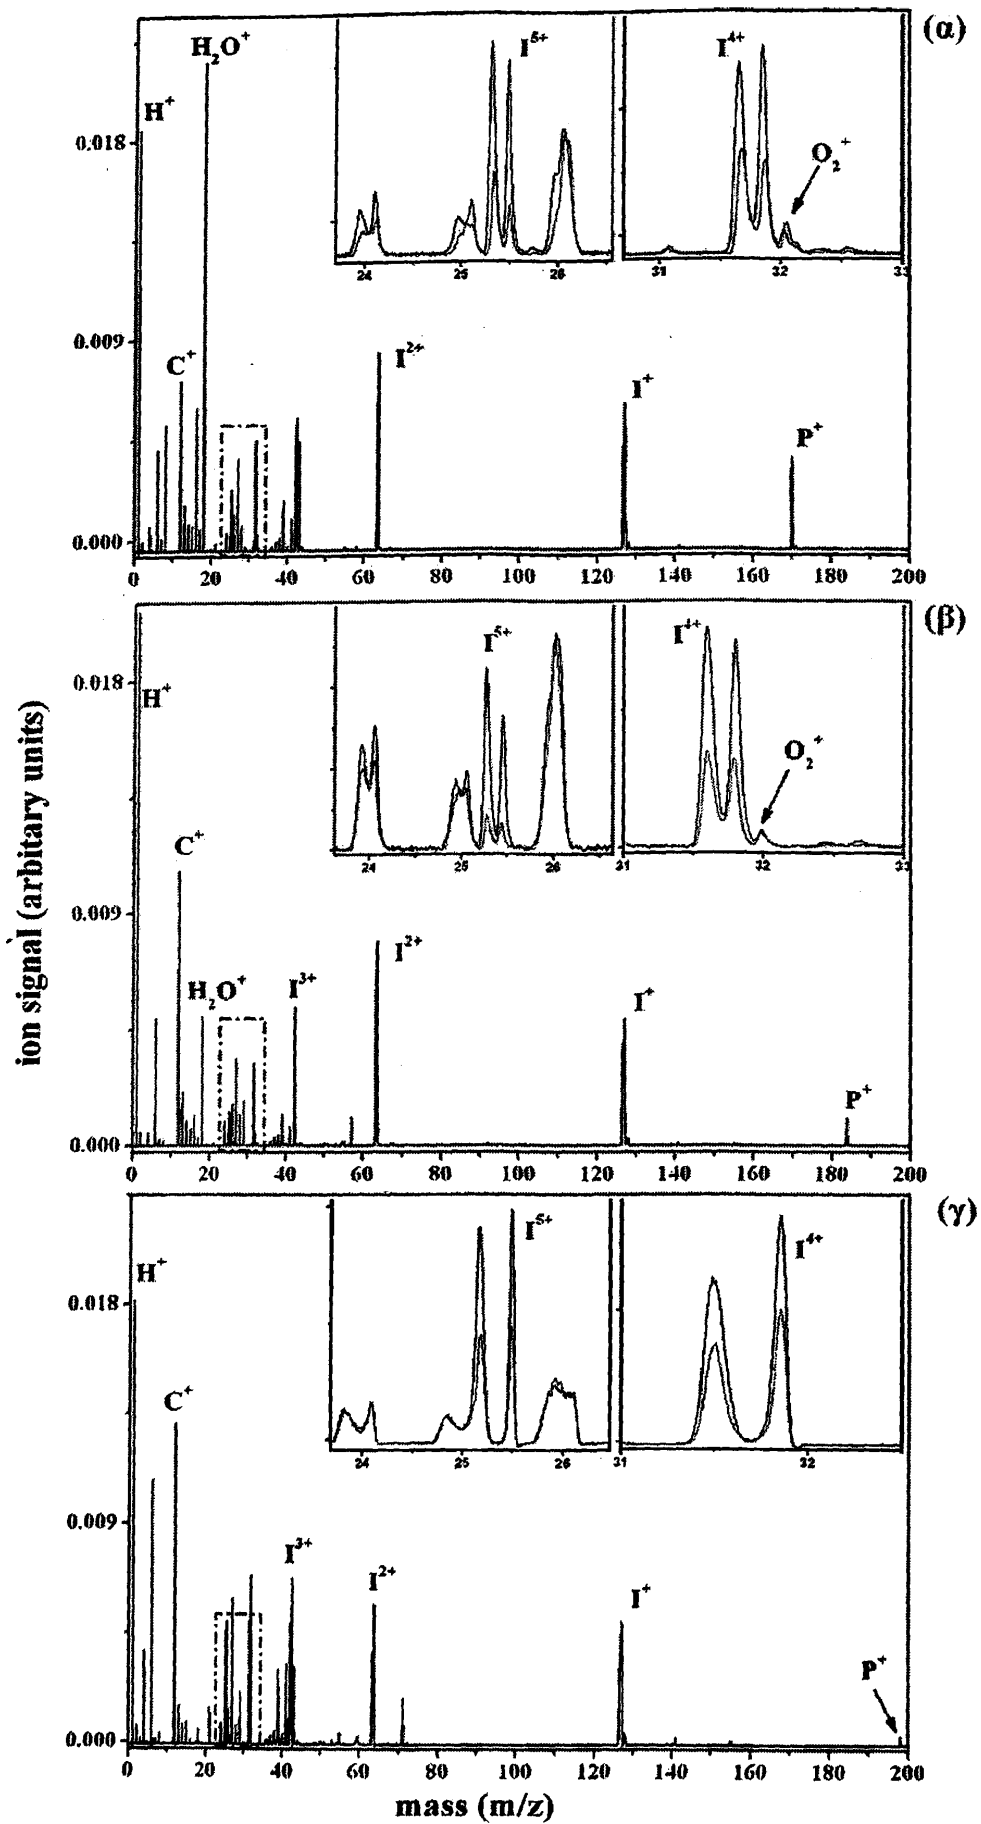 (α)
H₂O⁺
H⁺
I⁵⁺
I⁴⁺
O₂⁺
0.018
24
25
26
31
32
33
0.009
C⁺
I²⁺
I⁺
P⁺
0.000
0 20 40 60 80 100 120 140 160 180 200
(β)
I⁵⁺
I⁴⁺
0.018
H⁺
O₂⁺
24
25
26
31
32
33
C⁺
0.009
I²⁺
H₂O⁺
I³⁺
I⁺
P⁺
0.000
0 20 40 60 80 100 120 140 160 180 200
ion signal (arbitary units)
(γ)
I⁵⁺
I⁴⁺
H⁺
0.018
C⁺
24
25
26
31
32
0.009
I³⁺
I²⁺
I⁺
P⁺
0.000
0 20 40 60 80 100 120 140 160 180 200
mass (m/z)